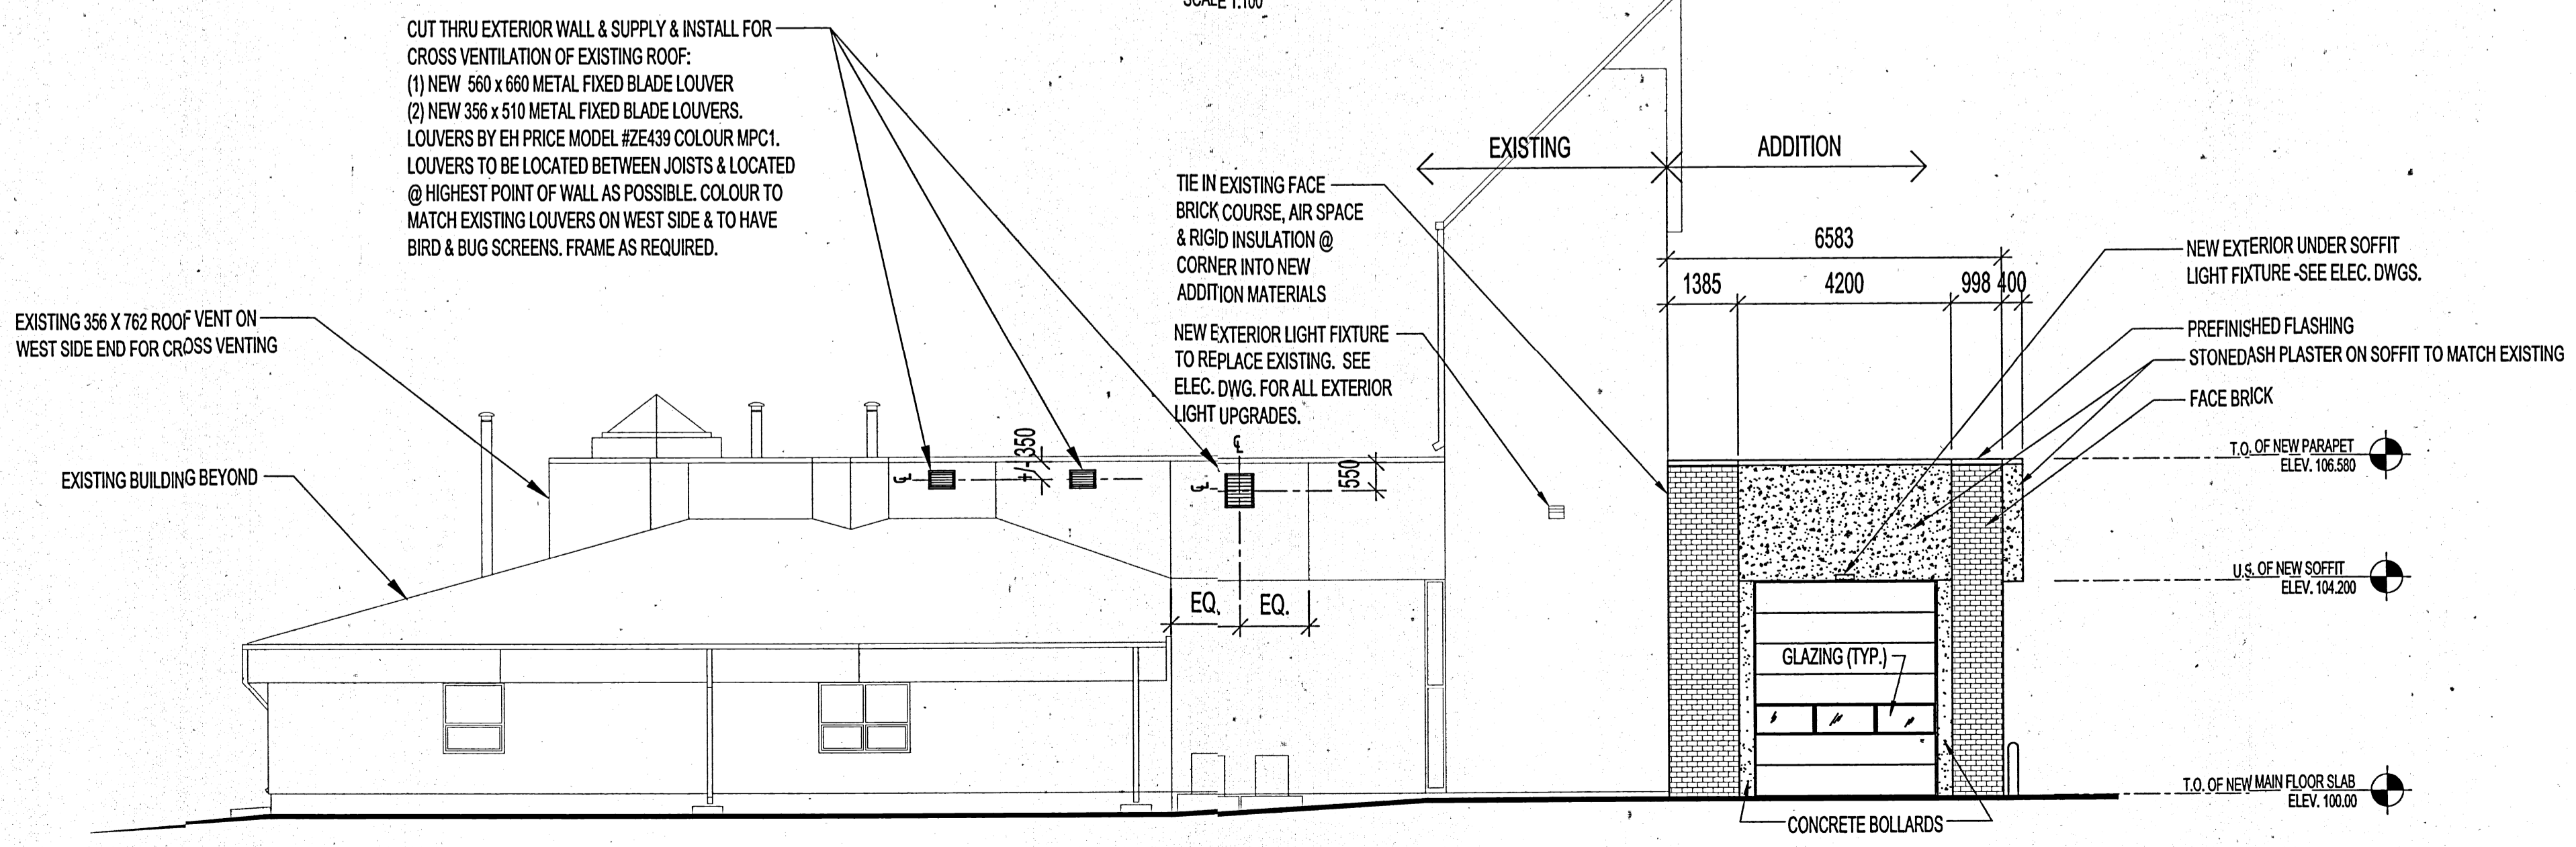 SCALE 1:100
CUT THRU EXTERIOR WALL & SUPPLY & INSTALL FOR
CROSS VENTILATION OF EXISTING ROOF:
(1) NEW 560 x 660 METAL FIXED BLADE LOUVER
(2) NEW 356 x 510 METAL FIXED BLADE LOUVERS.
LOUVERS BY EH PRICE MODEL #ZE439 COLOUR MPC1.
LOUVERS TO BE LOCATED BETWEEN JOISTS & LOCATED
@ HIGHEST POINT OF WALL AS POSSIBLE. COLOUR TO
MATCH EXISTING LOUVERS ON WEST SIDE & TO HAVE
BIRD & BUG SCREENS. FRAME AS REQUIRED.
EXISTING 356 X 762 ROOF VENT ON
WEST SIDE END FOR CROSS VENTING
EXISTING BUILDING BEYOND
EXISTING
ADDITION
TIE IN EXISTING FACE
BRICK COURSE, AIR SPACE
& RIGID INSULATION @
CORNER INTO NEW
ADDITION MATERIALS
NEW EXTERIOR LIGHT FIXTURE
TO REPLACE EXISTING. SEE
ELEC. DWG. FOR ALL EXTERIOR
LIGHT UPGRADES.
6583
1385
4200
998
400
NEW EXTERIOR UNDER SOFFIT
LIGHT FIXTURE -SEE ELEC. DWGS.
PREFINISHED FLASHING
STONEDASH PLASTER ON SOFFIT TO MATCH EXISTING
FACE BRICK
+/- 350
550
CL
CL
CL
EQ.
EQ.
T.O. OF NEW PARAPET
ELEV. 106.580
U.S. OF NEW SOFFIT
ELEV. 104.200
GLAZING (TYP.)
T.O. OF NEW MAIN FLOOR SLAB
ELEV. 100.00
CONCRETE BOLLARDS